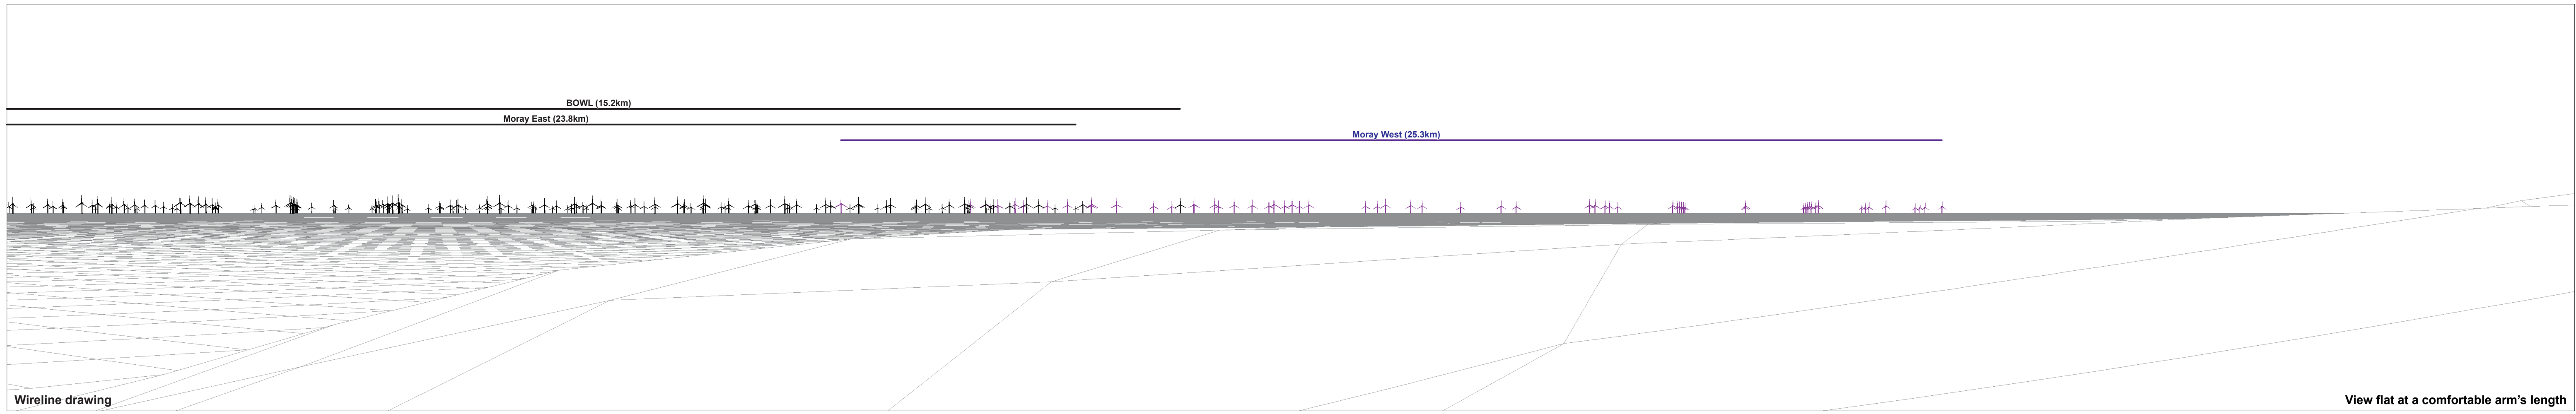 BOWL (15.2km)
Moray East (23.8km)
Moray West (25.3km)
Wireline drawing
View flat at a comfortable arm's length